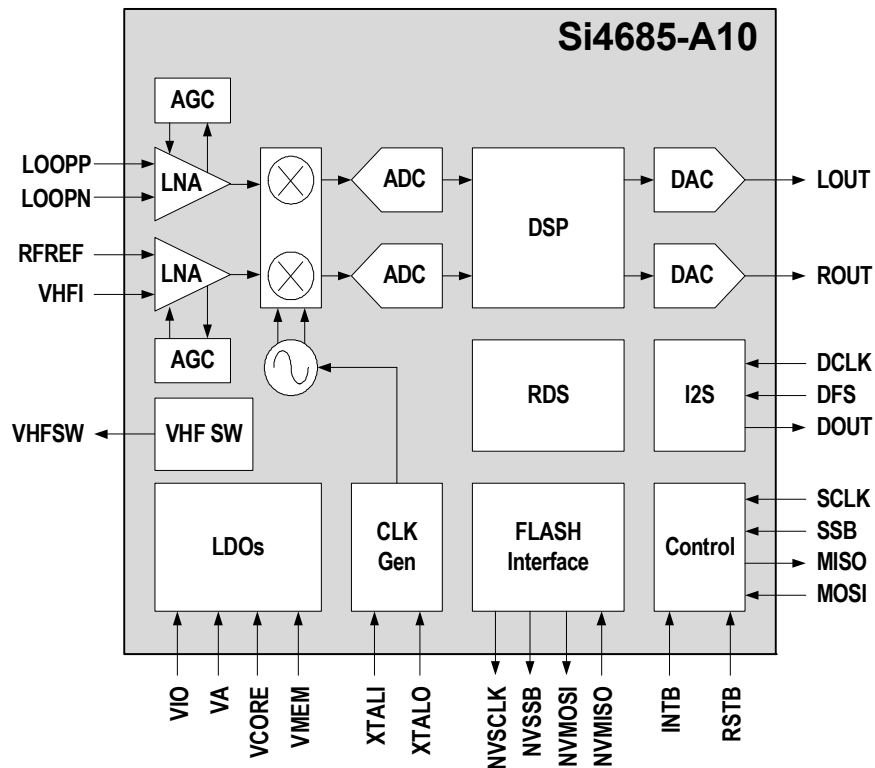 Si4685-A10
AGC
LOOPP
LOOPN
LNA
ADC
DSP
DAC
LOUT
RFREF
VHFI
LNA
ADC
DAC
ROUT
AGC
RDS
I2S
DCLK
DFS
DOUT
VHFSW
VHF SW
LDOs
CLK
Gen
FLASH
Interface
Control
SCLK
SSB
MISO
MOSI
VIO
VA
VCORE
VMEM
XTALI
XTALO
NVSCLK
NVSSB
NVMOSI
NVMISO
INTB
RSTB